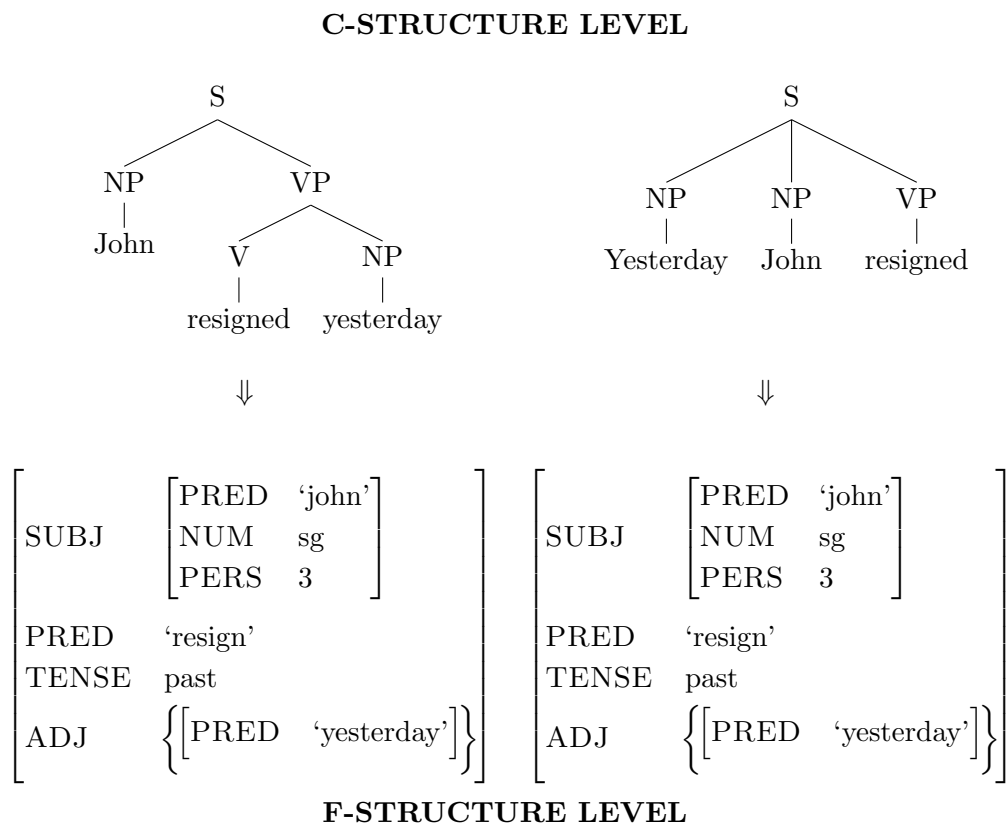 C-STRUCTURE LEVEL
S
NP VP
John
V NP
resigned yesterday
S
NP NP VP
Yesterday John resigned
⇓ ⇓
SUBJ [PRED ‘john’
NUM sg
PERS 3]
PRED ‘resign’
TENSE past
ADJ {[PRED ‘yesterday’]}
SUBJ [PRED ‘john’
NUM sg
PERS 3]
PRED ‘resign’
TENSE past
ADJ {[PRED ‘yesterday’]}
F-STRUCTURE LEVEL